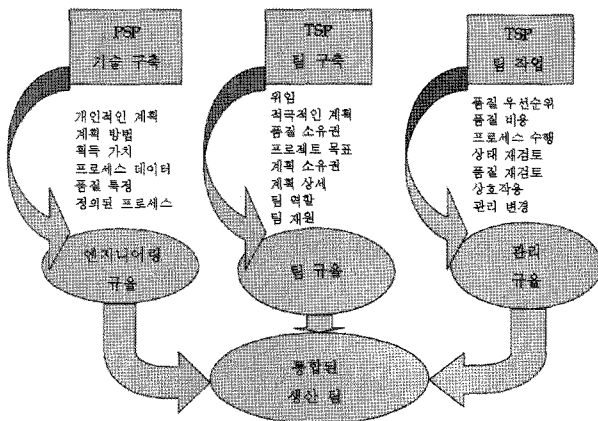 PSP
기술 구축
개인적인 계획
계획 방법
획득 가치
프로세스 데이터
품질 특정
정의된 프로세스
엔지니어링
규율
TSP
팀 구축
위임
적극적인 계획
품질 소유권
프로젝트 목표
계획 소유권
계획 상세
팀 역할
팀 재원
팀 규율
TSP
팀 작업
품질 우선순위
품질 비용
프로세스 수행
상태 재검토
품질 재검토
상호작용
관리 변경
관리
규율
통합된
생산 팀